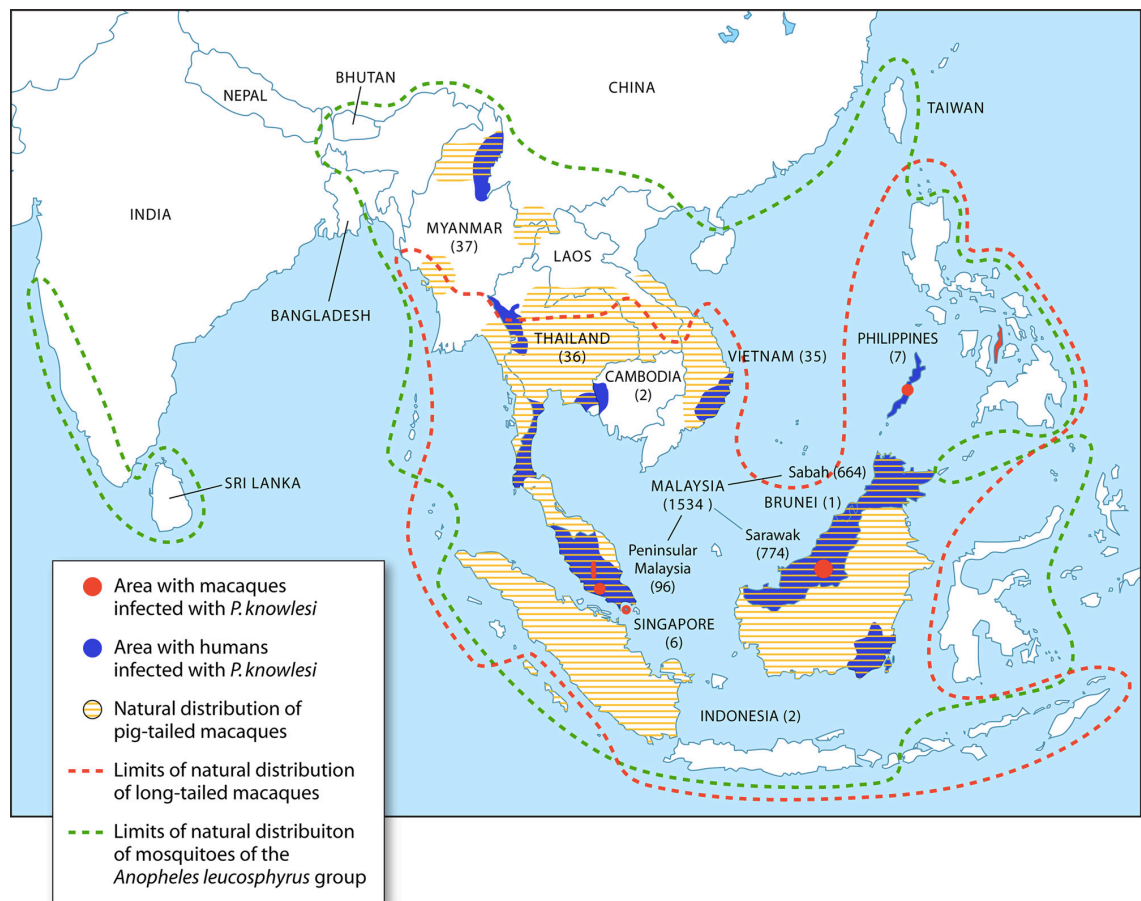 BHUTAN
NEPAL
CHINA
TAIWAN
INDIA
MYANMAR
(37)
LAOS
BANGLADESH
THAILAND
(36)
VIETNAM (35)
PHILIPPINES
(7)
CAMBODIA
(2)
SRI LANKA
Sabah (664)
MALAYSIA
(1534)
BRUNEI (1)
Sarawak
(774)
Peninsular
Malaysia
(96)
SINGAPORE
(6)
INDONESIA (2)
Area with macaques
infected with P. knowlesi
Area with humans
infected with P. knowlesi
Natural distribution of
pig-tailed macaques
Limits of natural distribution
of long-tailed macaques
Limits of natural distribuiton
of mosquitoes of the
Anopheles leucosphyrus group